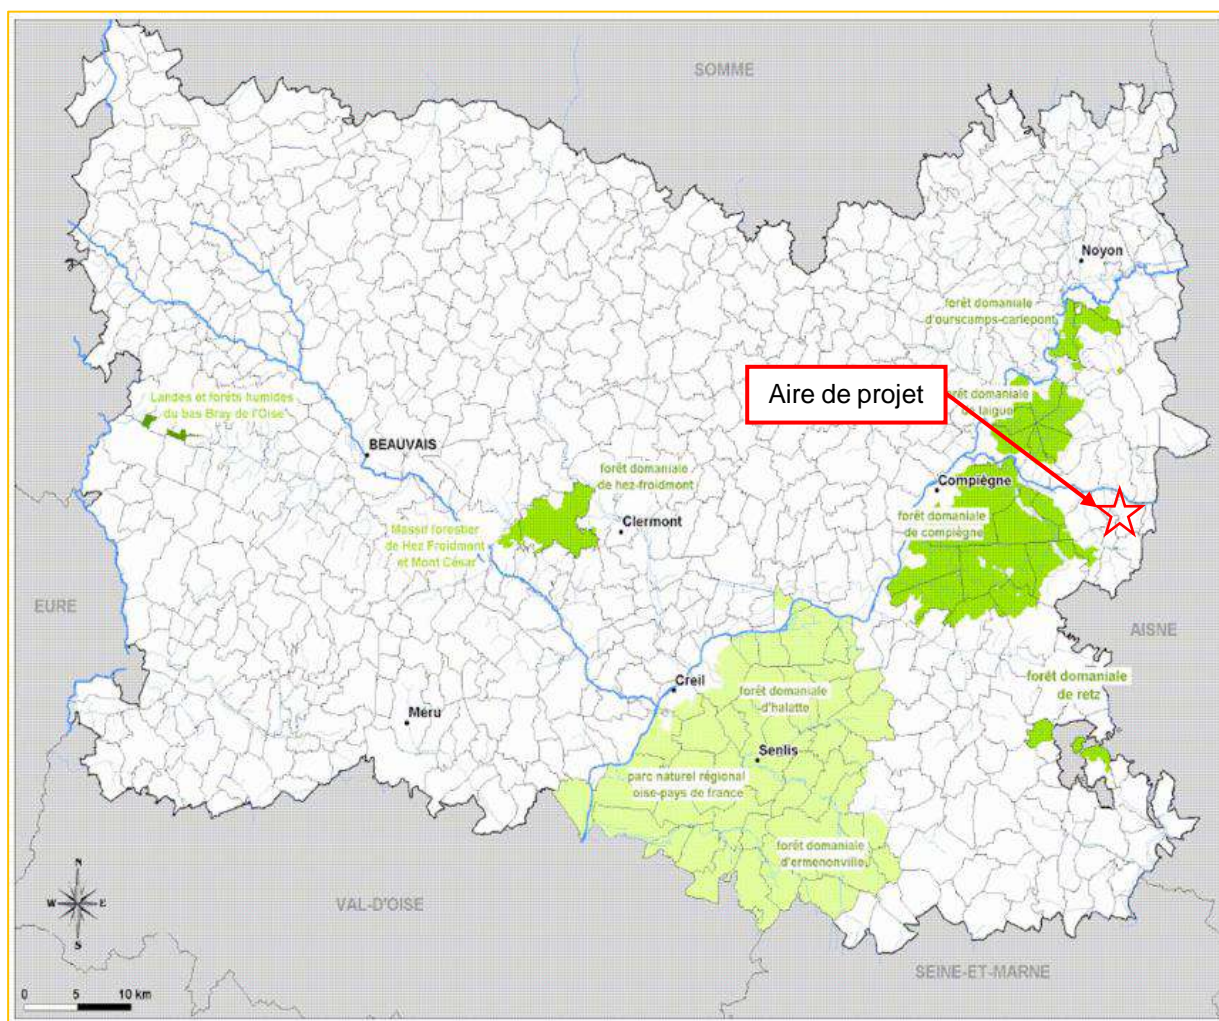 SOMME
Noyon
forêt domaniale
d'ourscamps-carlepont
Aire de projet
forêt domaniale
de laigue
Landes et forêts humides
du bas Bray de l'Oise
BEAUVAIS
forêt domaniale
de hez-froidmont
Compiègne
Clermont
forêt domaniale
de compiègne
Massif forestier
de Hez Froidmont
et Mont César
EURE
AISNE
forêt domaniale
de retz
Creil
forêt domaniale
d'halatte
Méru
Senlis
parc naturel régional
oise-pays de france
forêt domaniale
d'ermenonville
N
W
E
S
VAL-D'OISE
SEINE-ET-MARNE
0 5 10 km